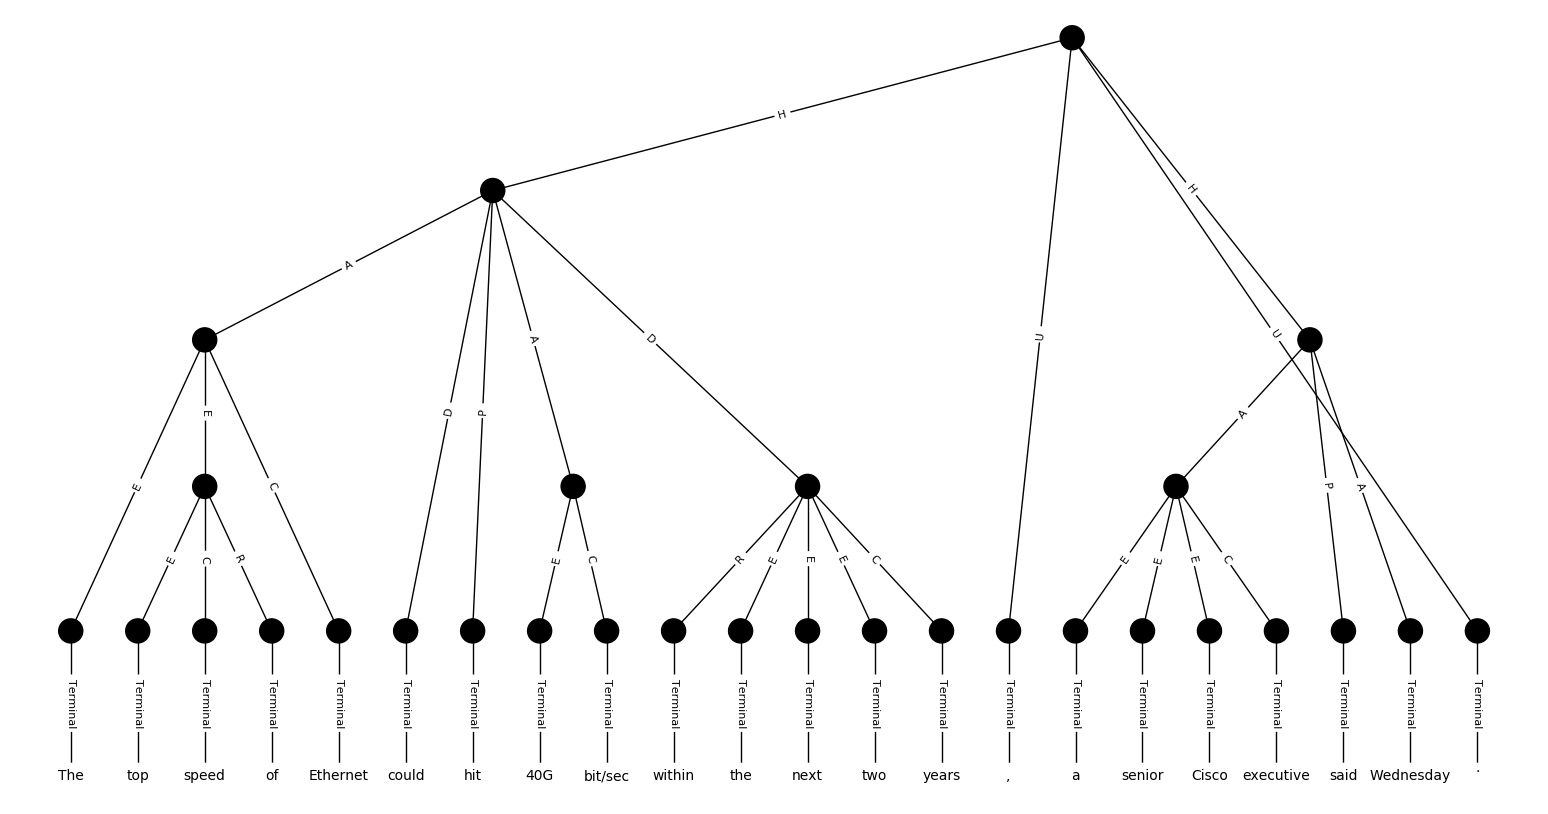 H
H
A
U
U
D
A
E
D
P
A
E
C
P
A
E
C
R
E
C
R
E
E
E
C
E
E
E
C
Terminal Terminal Terminal Terminal Terminal Terminal Terminal Terminal Terminal Terminal Terminal Terminal Terminal Terminal Terminal Terminal Terminal Terminal Terminal Terminal Terminal Terminal
The top speed of Ethernet could hit 40G bit/sec within the next two years , a senior Cisco executive said Wednesday .